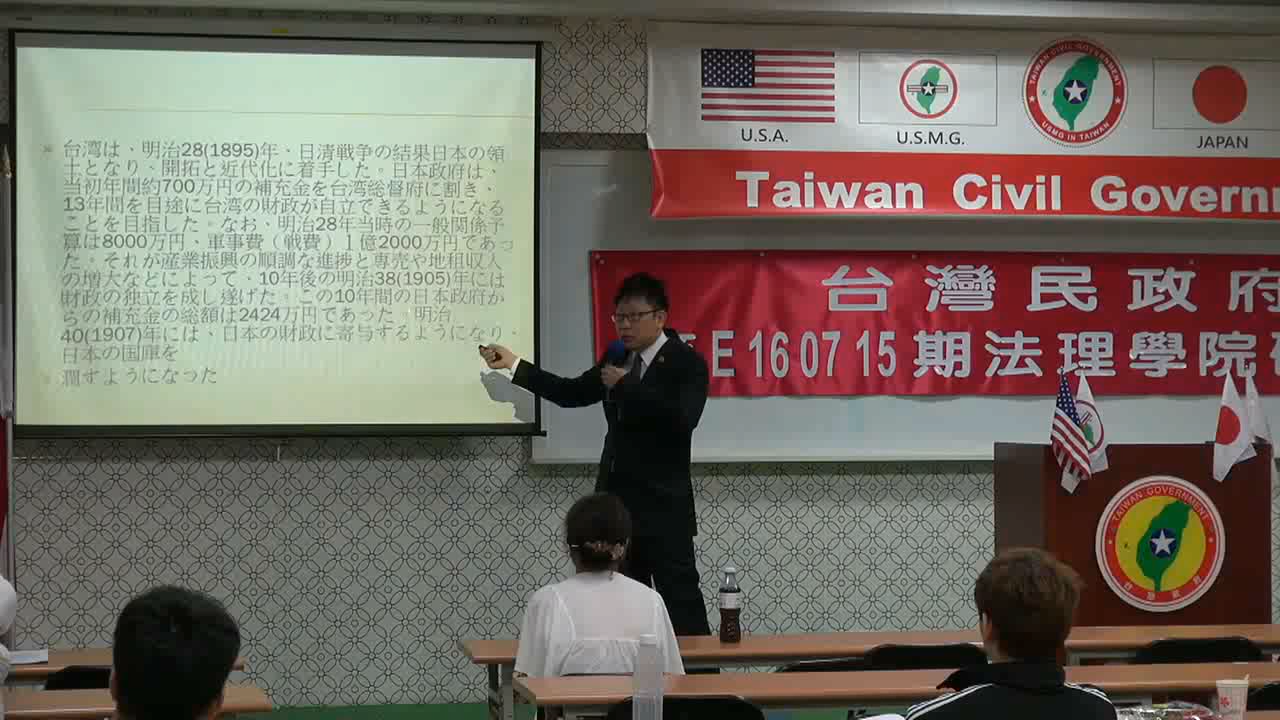 台湾は、明治28(1895)年、日清戦争の結果日本の領
土となり、開拓と近代化に着手した。日本政府は、
当初年間約700万円の補充金を台湾総督府に割き、
13年間を目途に台湾の財政が自立できるようになる
ことを目指した。なお、明治28年当時の一般関係予
算は8000万円、軍事費（戦費）1億2000万円であっ
た。それが産業振興の順調な進捗と専売や地租収入
の増大などによって、10年後の明治38(1905)年には
財政の独立を成し遂げた。この10年間の日本政府か
らの補充金の総額は2424万円であった。明治
40(1907)年には、日本の財政に寄与するようになり、
日本の国庫を
潤すようになった
U.S.A.
U.S.M.G.
TAIWAN CIVIL GOVERNMENT
USMG IN TAIWAN
JAPAN
Taiwan Civil Governm
台灣民政府
E 16 07 15 期法理學院
TAIWAN GOVERNMENT